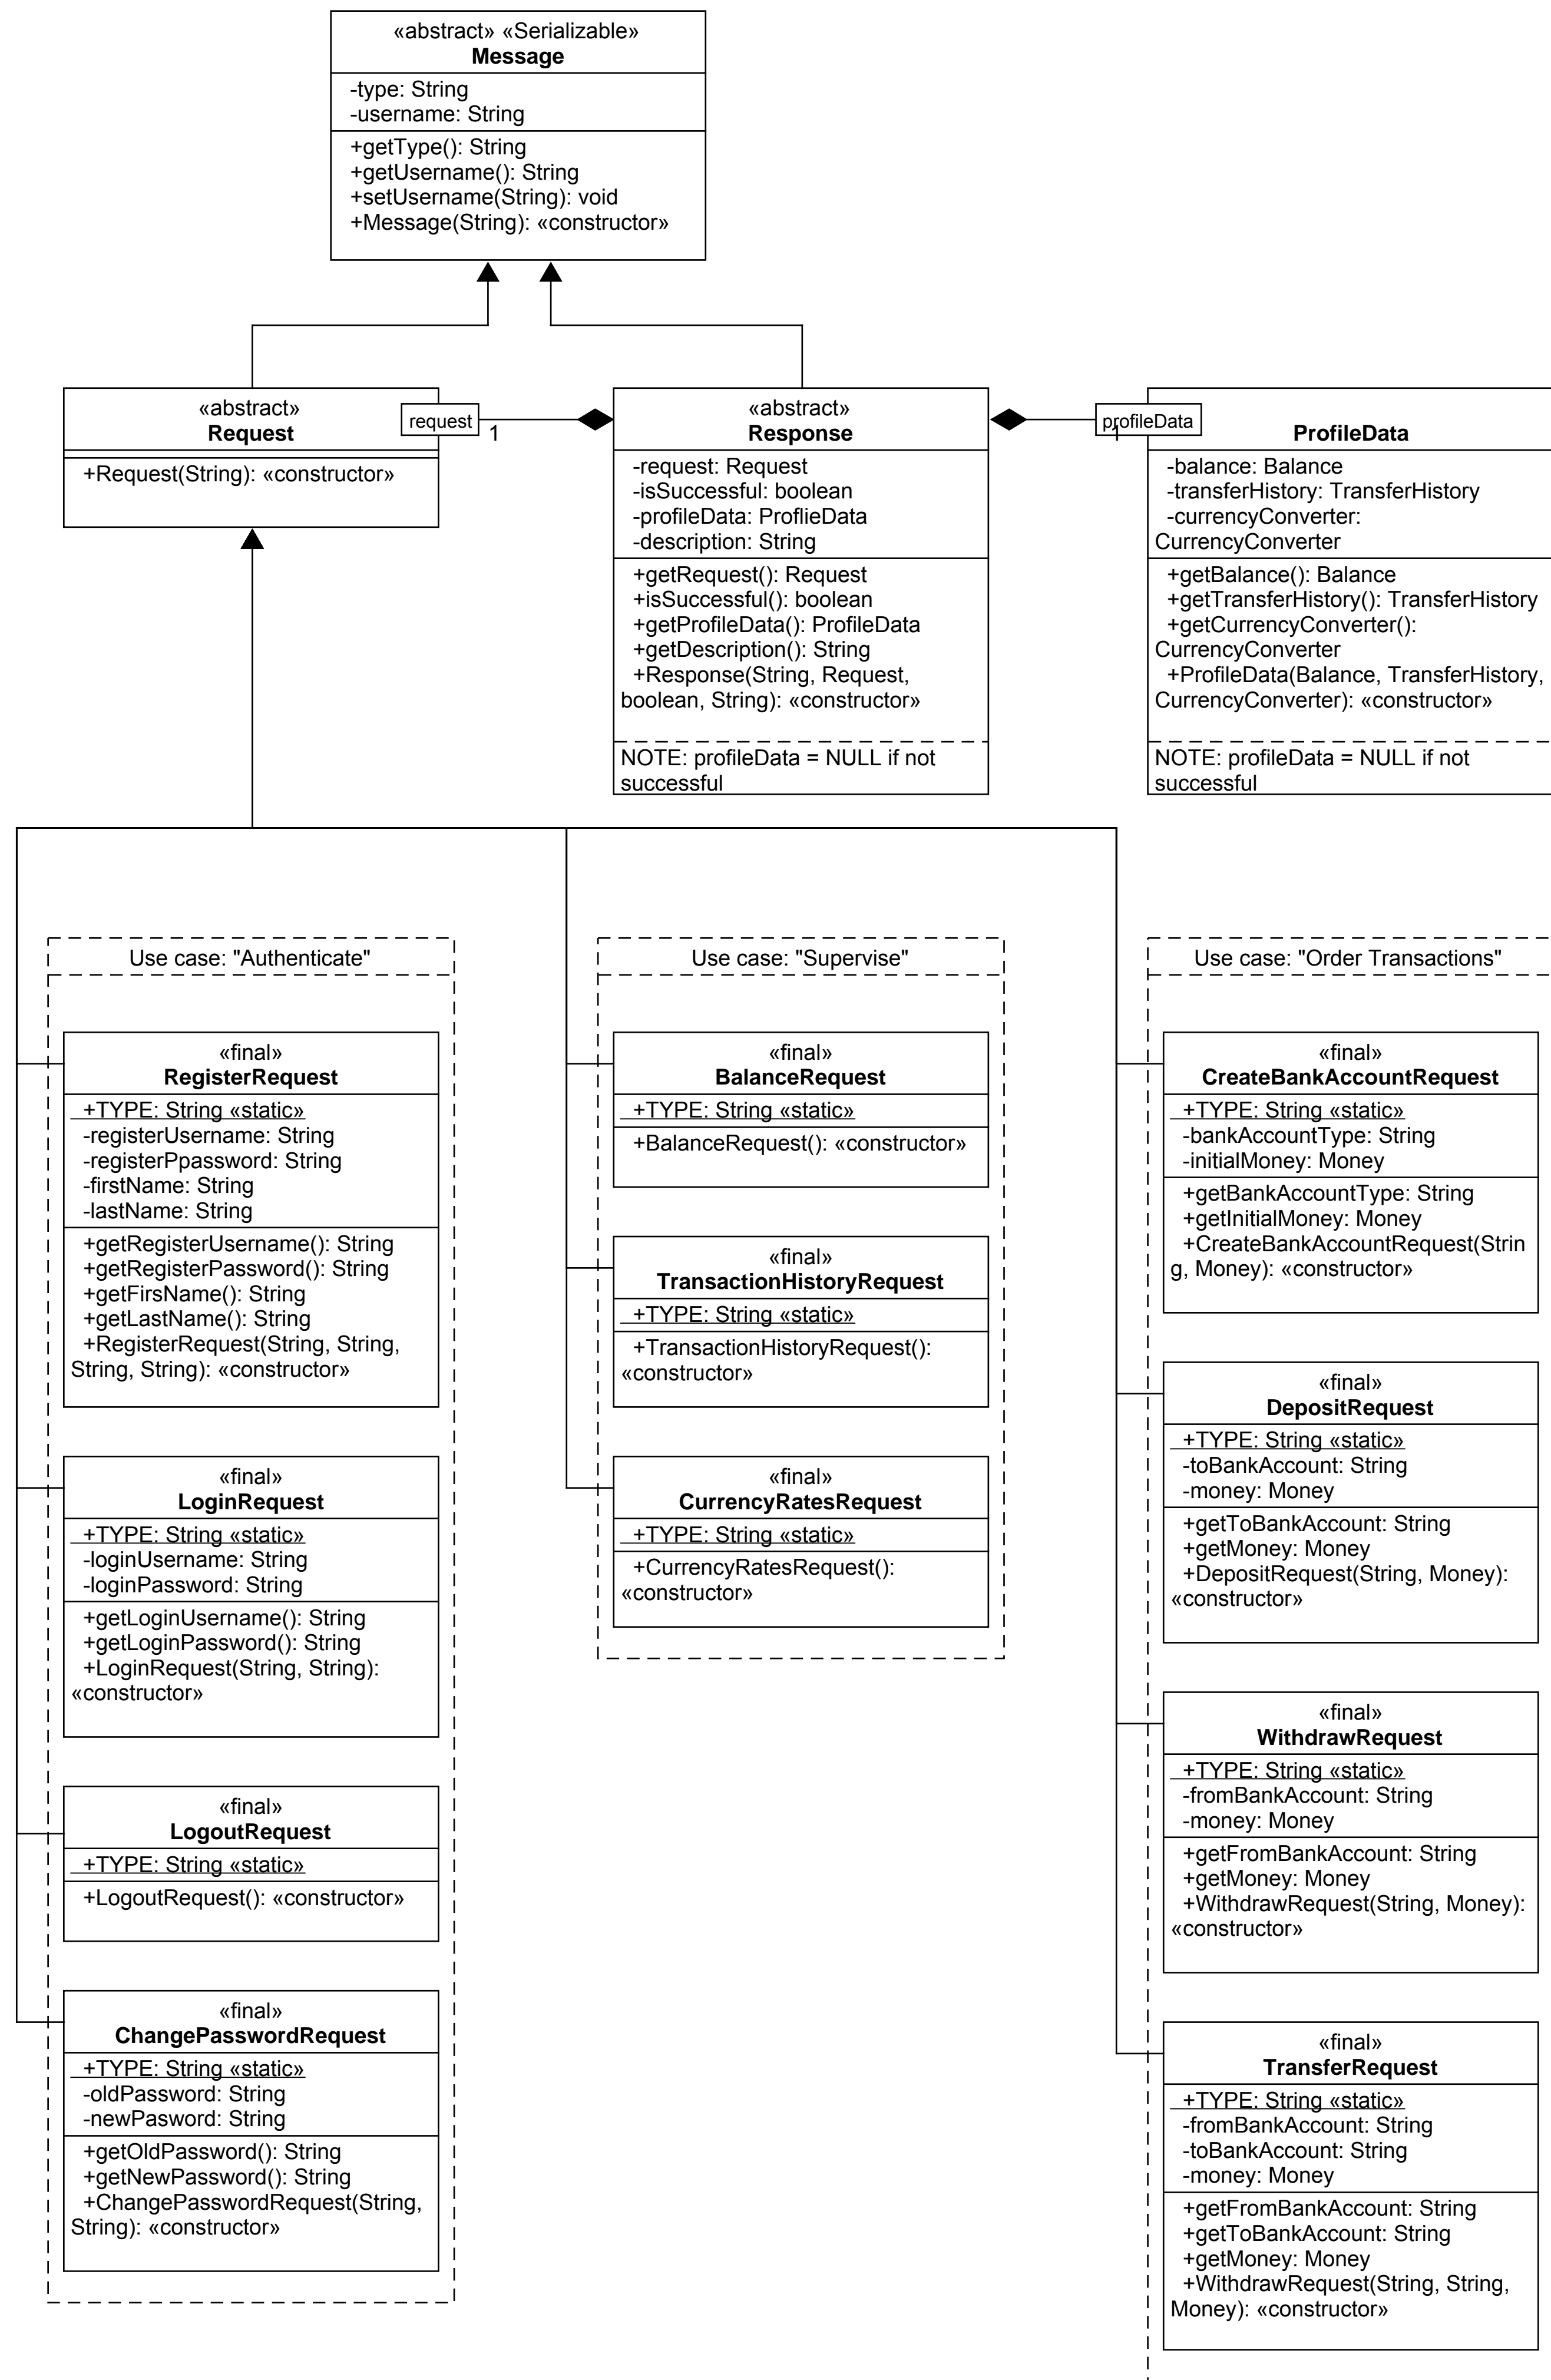 «abstract» «Serializable»
Message
-type: String
-username: String
+getType(): String
+getUsername(): String
+setUsername(String): void
+Message(String): «constructor»
«abstract»
Request
+Request(String): «constructor»
request
1
«abstract»
Response
-request: Request
-isSuccessful: boolean
-profileData: ProflieData
-description: String
+getRequest(): Request
+isSuccessful(): boolean
+getProfileData(): ProfileData
+getDescription(): String
+Response(String, Request,
boolean, String): «constructor»
NOTE: profileData = NULL if not
successful
profileData
1
ProfileData
-balance: Balance
-transferHistory: TransferHistory
-currencyConverter:
CurrencyConverter
+getBalance(): Balance
+getTransferHistory(): TransferHistory
+getCurrencyConverter():
CurrencyConverter
+ProfileData(Balance, TransferHistory,
CurrencyConverter): «constructor»
NOTE: profileData = NULL if not
successful
Use case: "Authenticate"
«final»
RegisterRequest
+TYPE: String «static»
-registerUsername: String
-registerPpassword: String
-firstName: String
-lastName: String
+getRegisterUsername(): String
+getRegisterPassword(): String
+getFirsName(): String
+getLastName(): String
+RegisterRequest(String, String,
String, String): «constructor»
«final»
LoginRequest
+TYPE: String «static»
-loginUsername: String
-loginPassword: String
+getLoginUsername(): String
+getLoginPassword(): String
+LoginRequest(String, String):
«constructor»
«final»
LogoutRequest
+TYPE: String «static»
+LogoutRequest(): «constructor»
«final»
ChangePasswordRequest
+TYPE: String «static»
-oldPassword: String
-newPasword: String
+getOldPassword(): String
+getNewPassword(): String
+ChangePasswordRequest(String,
String): «constructor»
Use case: "Supervise"
«final»
BalanceRequest
+TYPE: String «static»
+BalanceRequest(): «constructor»
«final»
TransactionHistoryRequest
+TYPE: String «static»
+TransactionHistoryRequest():
«constructor»
«final»
CurrencyRatesRequest
+TYPE: String «static»
+CurrencyRatesRequest():
«constructor»
Use case: "Order Transactions"
«final»
CreateBankAccountRequest
+TYPE: String «static»
-bankAccountType: String
-initialMoney: Money
+getBankAccountType: String
+getInitialMoney: Money
+CreateBankAccountRequest(Strin
g, Money): «constructor»
«final»
DepositRequest
+TYPE: String «static»
-toBankAccount: String
-money: Money
+getToBankAccount: String
+getMoney: Money
+DepositRequest(String, Money):
«constructor»
«final»
WithdrawRequest
+TYPE: String «static»
-fromBankAccount: String
-money: Money
+getFromBankAccount: String
+getMoney: Money
+WithdrawRequest(String, Money):
«constructor»
«final»
TransferRequest
+TYPE: String «static»
-fromBankAccount: String
-toBankAccount: String
-money: Money
+getFromBankAccount: String
+getToBankAccount: String
+getMoney: Money
+WithdrawRequest(String, String,
Money): «constructor»